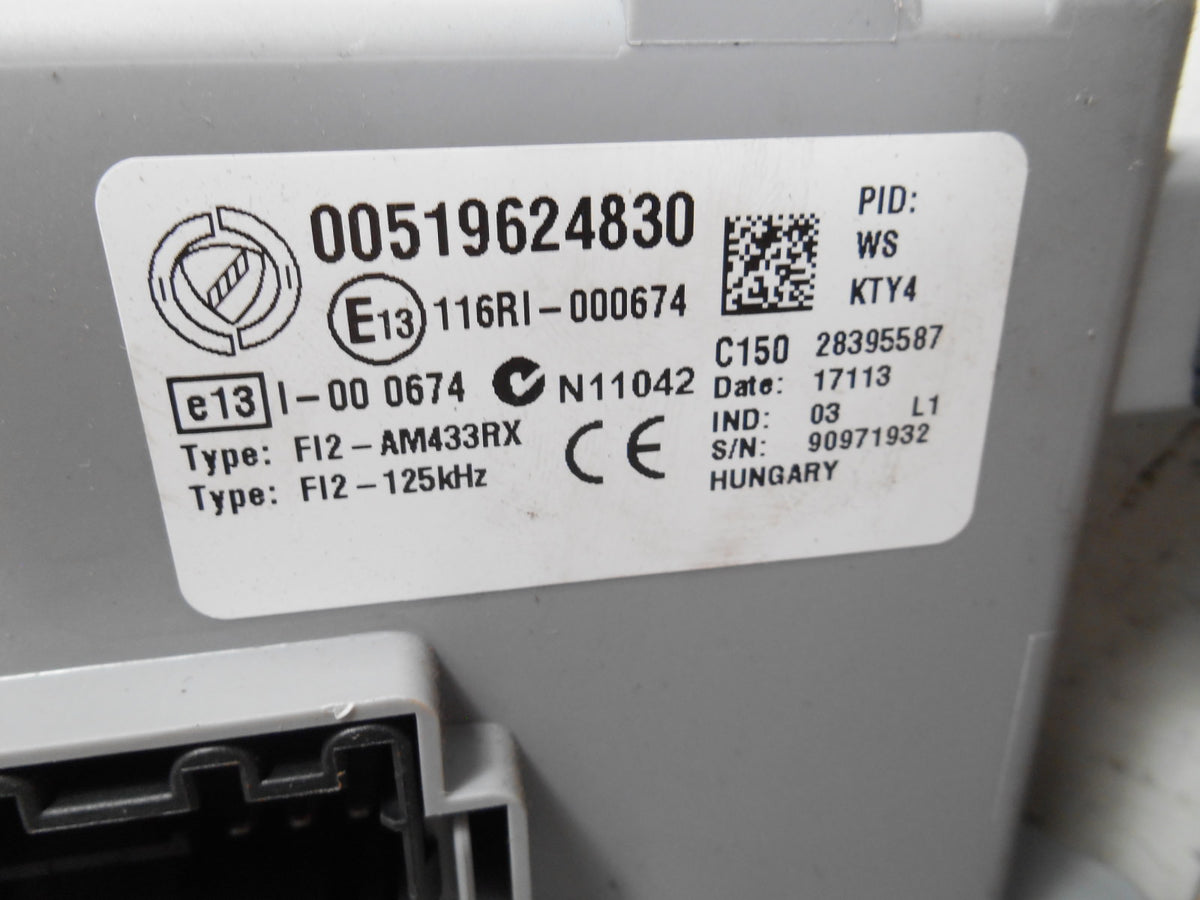 00519624830
E13 116RI-000674
e13 I-00 0674 N11042
Type: FI2-AM433RX
Type: FI2-125kHz
CE
PID:
WS
KTY4
C150 28395587
Date: 17113
IND: 03 L1
S/N: 90971932
HUNGARY